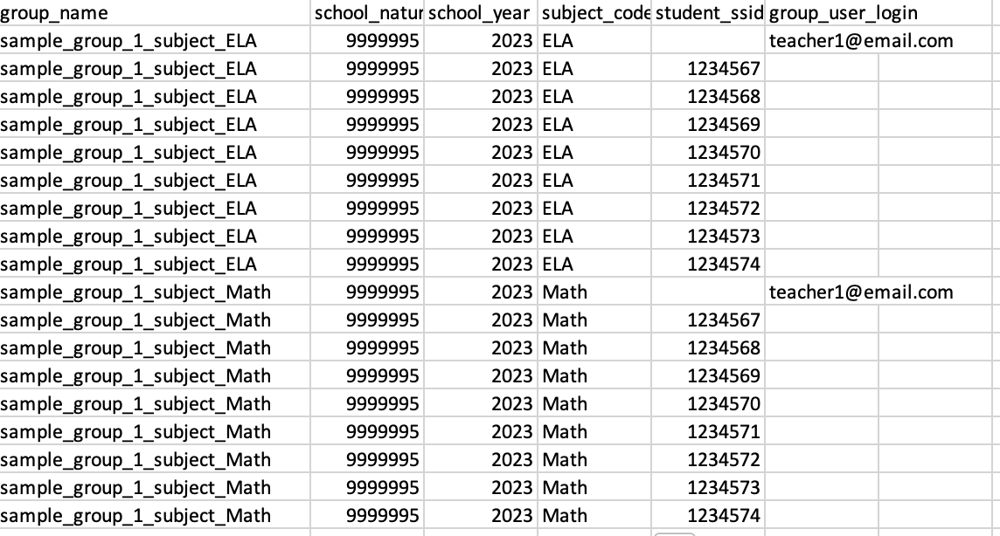 group_name school_natur school_year subject_code student_ssid group_user_login
sample_group_1_subject_ELA 9999995 2023 ELA teacher1@email.com
sample_group_1_subject_ELA 9999995 2023 ELA 1234567
sample_group_1_subject_ELA 9999995 2023 ELA 1234568
sample_group_1_subject_ELA 9999995 2023 ELA 1234569
sample_group_1_subject_ELA 9999995 2023 ELA 1234570
sample_group_1_subject_ELA 9999995 2023 ELA 1234571
sample_group_1_subject_ELA 9999995 2023 ELA 1234572
sample_group_1_subject_ELA 9999995 2023 ELA 1234573
sample_group_1_subject_ELA 9999995 2023 ELA 1234574
sample_group_1_subject_Math 9999995 2023 Math teacher1@email.com
sample_group_1_subject_Math 9999995 2023 Math 1234567
sample_group_1_subject_Math 9999995 2023 Math 1234568
sample_group_1_subject_Math 9999995 2023 Math 1234569
sample_group_1_subject_Math 9999995 2023 Math 1234570
sample_group_1_subject_Math 9999995 2023 Math 1234571
sample_group_1_subject_Math 9999995 2023 Math 1234572
sample_group_1_subject_Math 9999995 2023 Math 1234573
sample_group_1_subject_Math 9999995 2023 Math 1234574